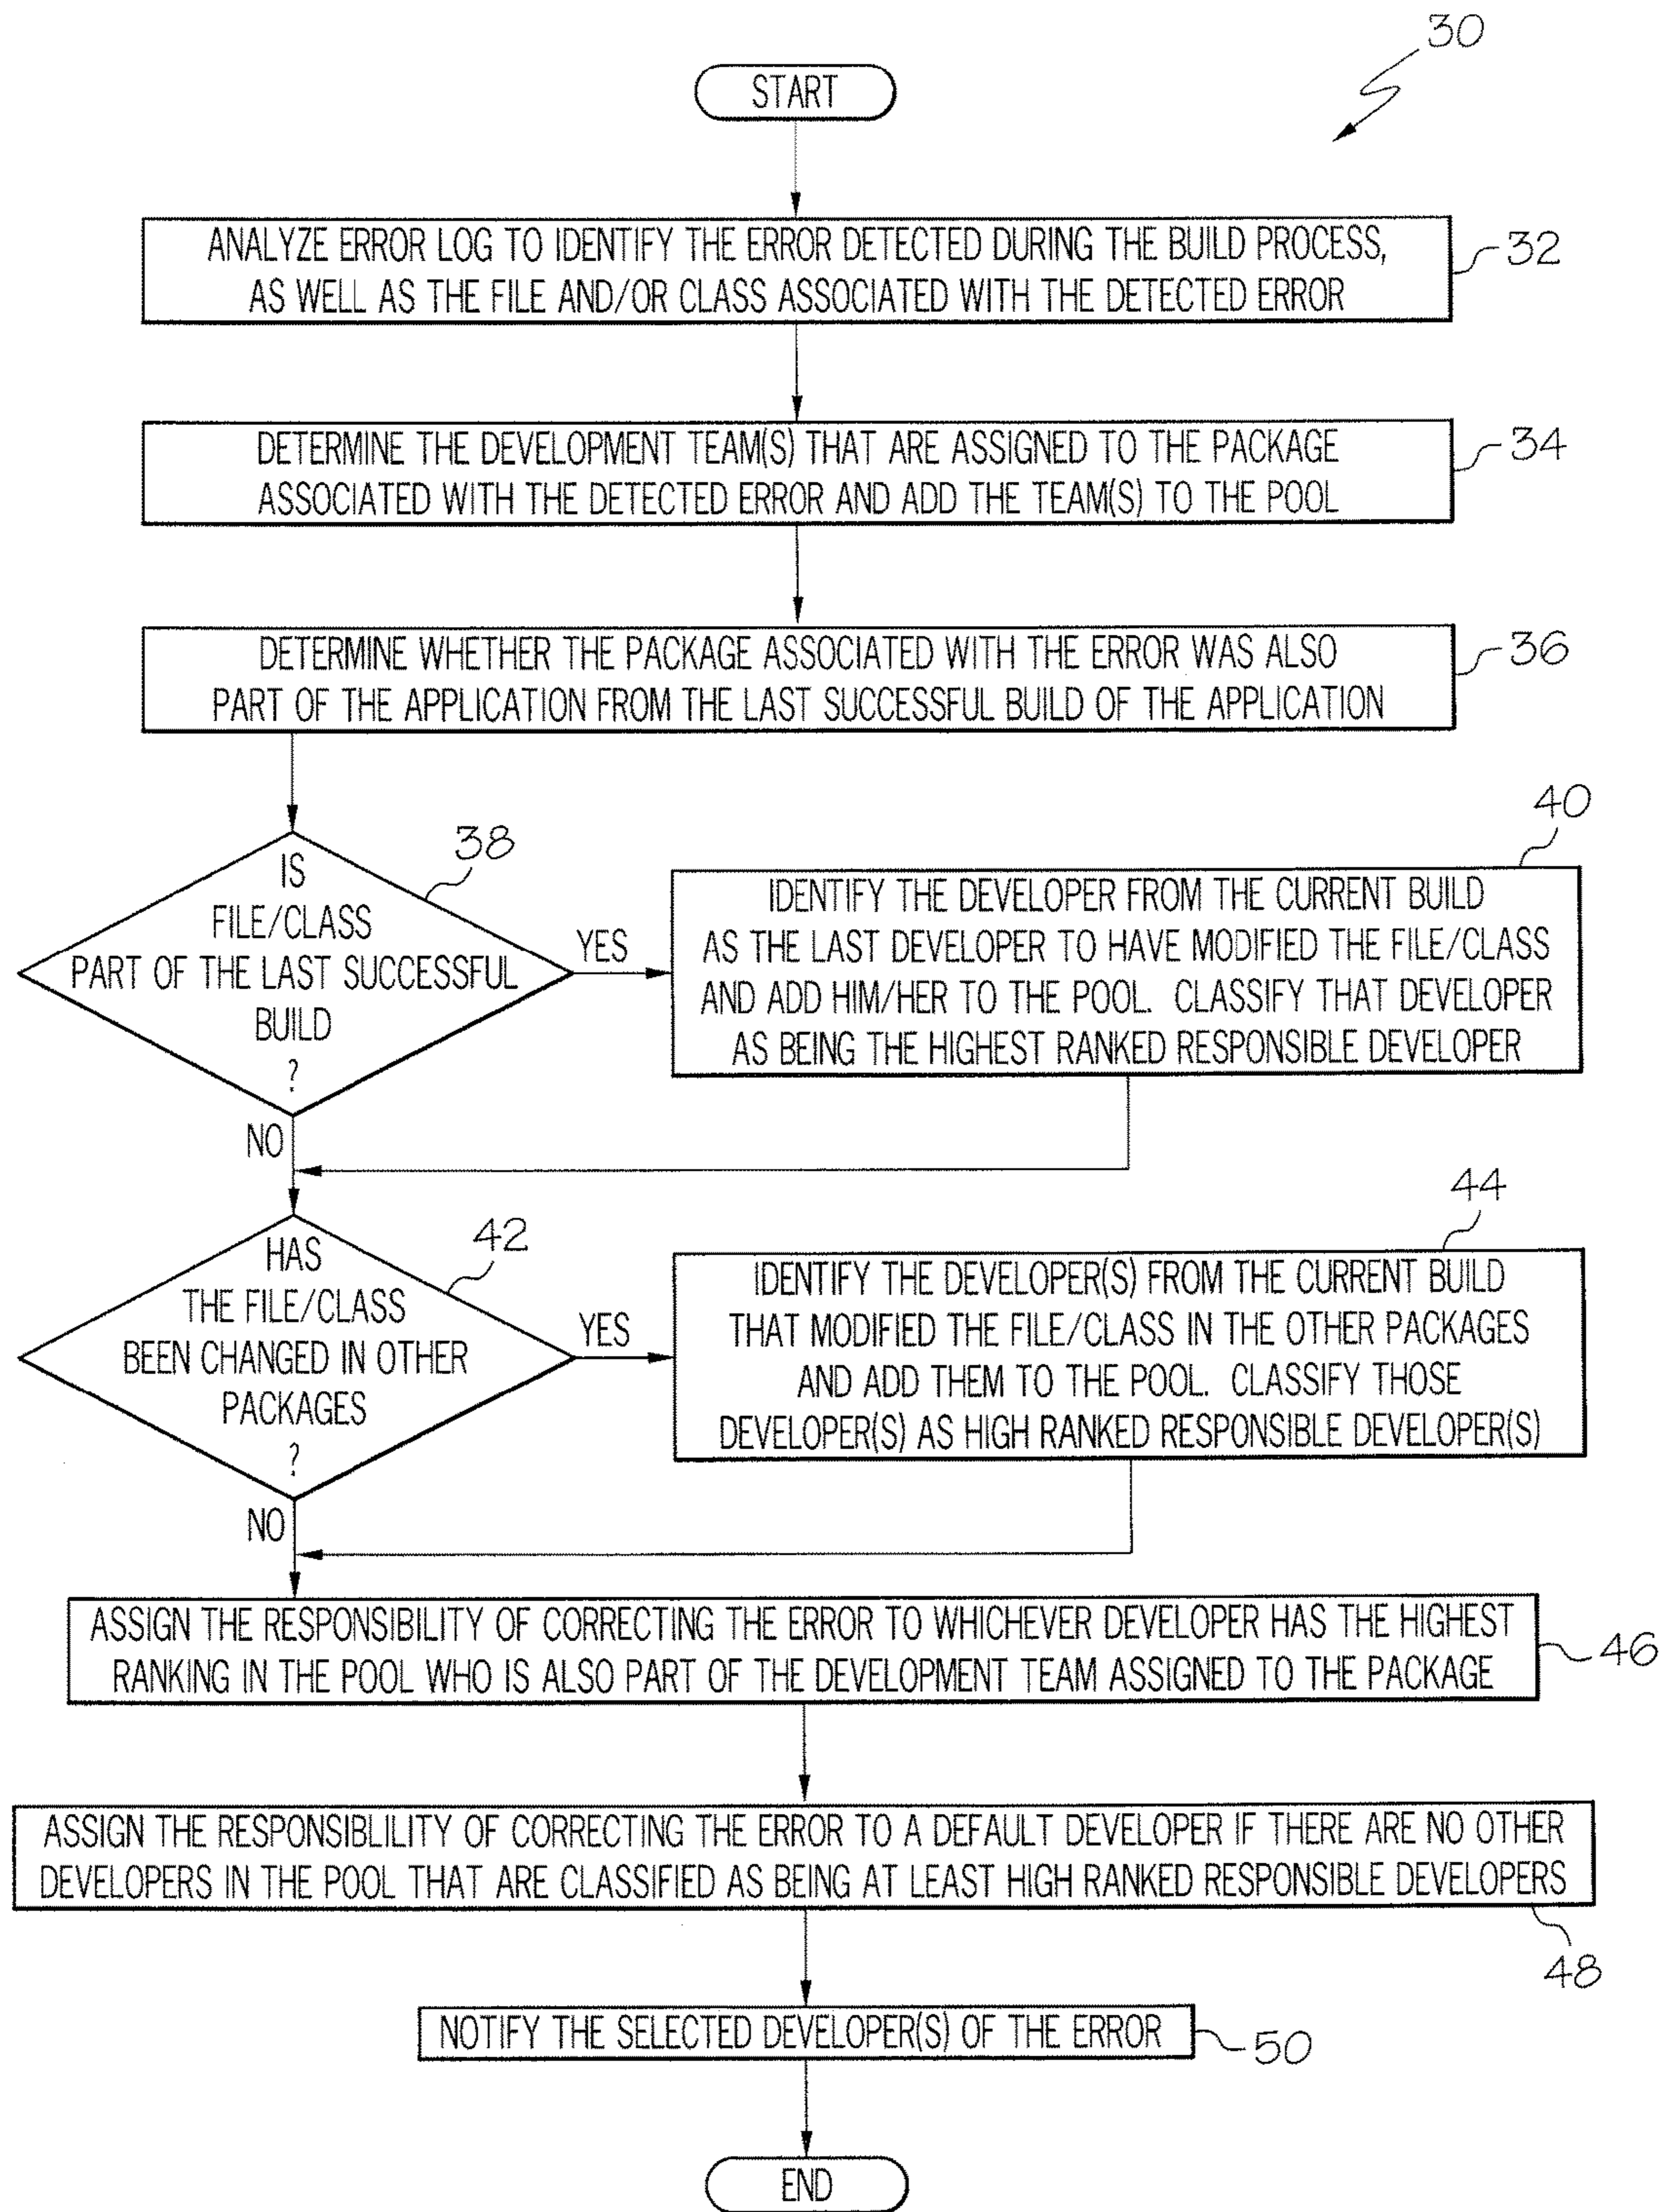 30
START
ANALYZE ERROR LOG TO IDENTIFY THE ERROR DETECTED DURING THE BUILD PROCESS,
AS WELL AS THE FILE AND/OR CLASS ASSOCIATED WITH THE DETECTED ERROR
32
DETERMINE THE DEVELOPMENT TEAM(S) THAT ARE ASSIGNED TO THE PACKAGE
ASSOCIATED WITH THE DETECTED ERROR AND ADD THE TEAM(S) TO THE POOL
34
DETERMINE WHETHER THE PACKAGE ASSOCIATED WITH THE ERROR WAS ALSO
PART OF THE APPLICATION FROM THE LAST SUCCESSFUL BUILD OF THE APPLICATION
36
IS
FILE/CLASS
PART OF THE LAST SUCCESSFUL
BUILD
?
38
YES
NO
40
IDENTIFY THE DEVELOPER FROM THE CURRENT BUILD
AS THE LAST DEVELOPER TO HAVE MODIFIED THE FILE/CLASS
AND ADD HIM/HER TO THE POOL. CLASSIFY THAT DEVELOPER
AS BEING THE HIGHEST RANKED RESPONSIBLE DEVELOPER
HAS
THE FILE/CLASS
BEEN CHANGED IN OTHER
PACKAGES
?
42
YES
NO
44
IDENTIFY THE DEVELOPER(S) FROM THE CURRENT BUILD
THAT MODIFIED THE FILE/CLASS IN THE OTHER PACKAGES
AND ADD THEM TO THE POOL. CLASSIFY THOSE
DEVELOPER(S) AS HIGH RANKED RESPONSIBLE DEVELOPER(S)
ASSIGN THE RESPONSIBILITY OF CORRECTING THE ERROR TO WHICHEVER DEVELOPER HAS THE HIGHEST
RANKING IN THE POOL WHO IS ALSO PART OF THE DEVELOPMENT TEAM ASSIGNED TO THE PACKAGE
46
ASSIGN THE RESPONSIBLILITY OF CORRECTING THE ERROR TO A DEFAULT DEVELOPER IF THERE ARE NO OTHER
DEVELOPERS IN THE POOL THAT ARE CLASSIFIED AS BEING AT LEAST HIGH RANKED RESPONSIBLE DEVELOPERS
48
NOTIFY THE SELECTED DEVELOPER(S) OF THE ERROR
50
END